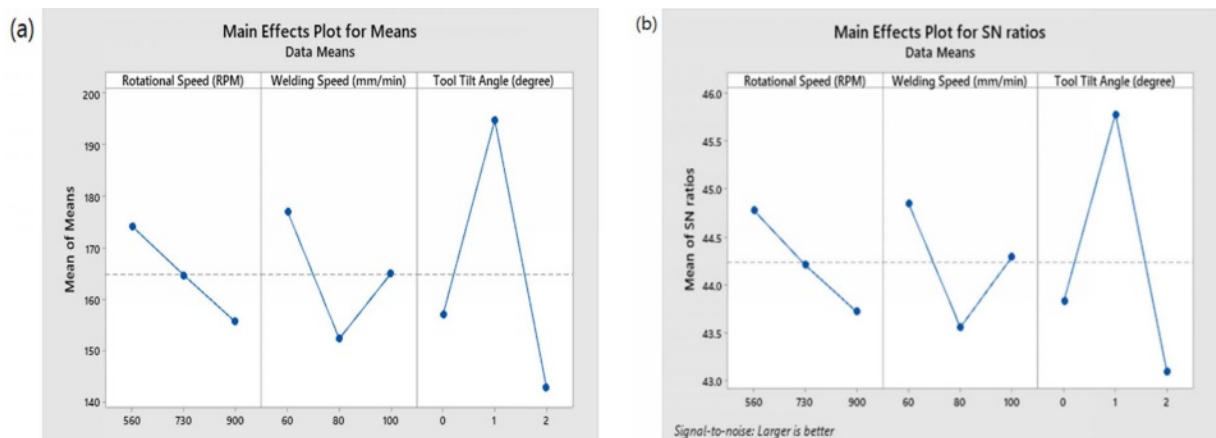 (a)
Main Effects Plot for Means
Data Means
Rotational Speed (RPM) Welding Speed (mm/min) Tool Tilt Angle (degree)
Mean of Means
200
190
180
170
160
150
140
560 730 900 60 80 100 0 1 2
(b)
Main Effects Plot for SN ratios
Data Means
Rotational Speed (RPM) Welding Speed (mm/min) Tool Tilt Angle (degree)
Mean of SN ratios
46.0
45.5
45.0
44.5
44.0
43.5
43.0
560 730 900 60 80 100 0 1 2
Signal-to-noise: Larger is better